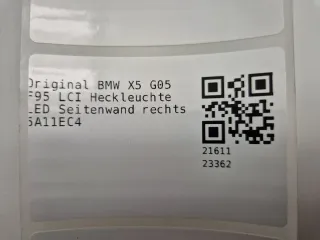 Original BMW X5 G05
F95 LCI Heckleuchte
LED Seitenwand rechts
5A11EC4
21611
23362